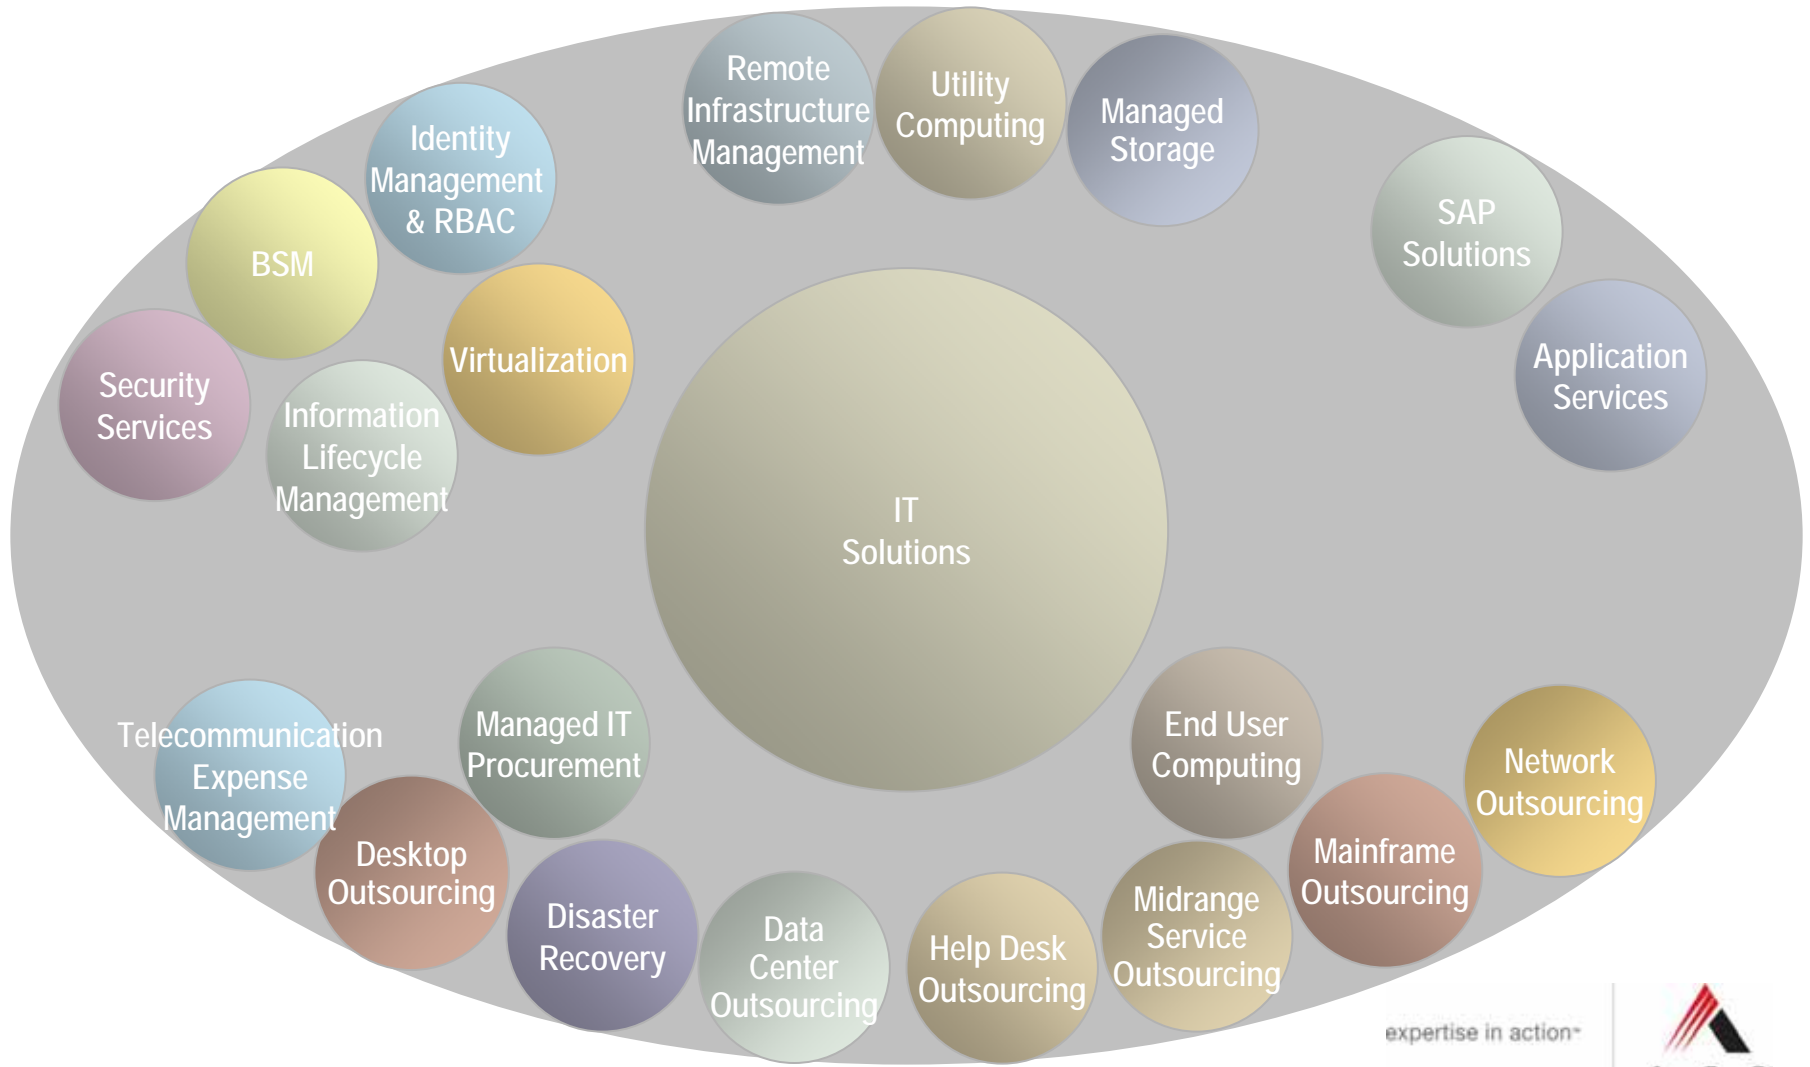 Remote
Infrastructure
Management
Utility
Computing
Managed
Storage
Identity
Management
& RBAC
BSM
SAP
Solutions
Virtualization
Security
Services
Information
Lifecycle
Management
Application
Services
IT
Solutions
Telecommunication
Expense
Management
Managed IT
Procurement
End User
Computing
Network
Outsourcing
Desktop
Outsourcing
Mainframe
Outsourcing
Disaster
Recovery
Data
Center
Outsourcing
Help Desk
Outsourcing
Midrange
Service
Outsourcing
expertise in action™